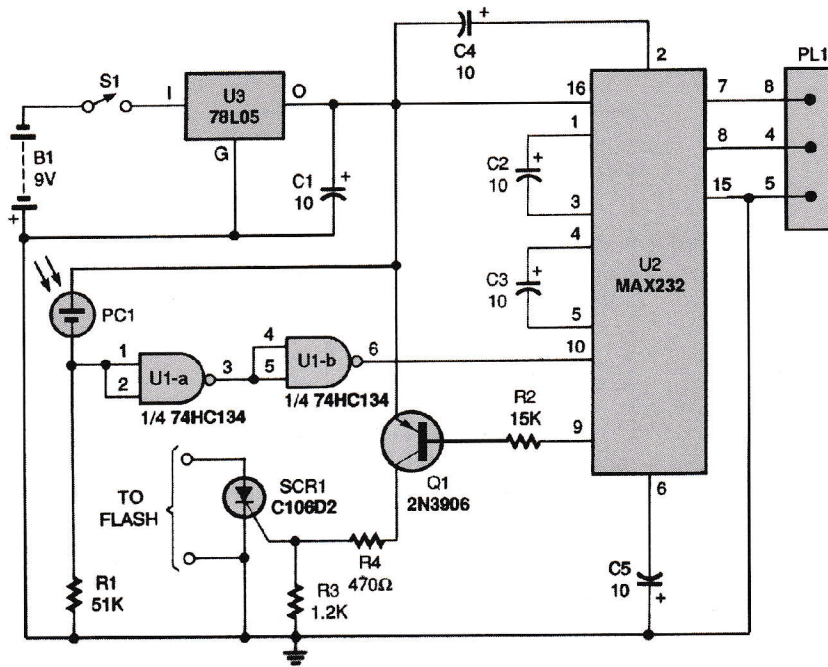 C4
10
+
2
PL1
S1
I
U3
78L05
O
16
7
8
1
B1
9V
G
C1
10
+
C2
10
+
3
8
4
15
5
+
4
U2
MAX232
C3
10
+
5
PC1
1
2
U1-a
3
4
5
U1-b
6
10
1/4 74HC134
1/4 74HC134
R2
15K
9
Q1
2N3906
6
TO
FLASH
SCR1
C106D2
R4
470Ω
R1
51K
R3
1.2K
C5
10
+